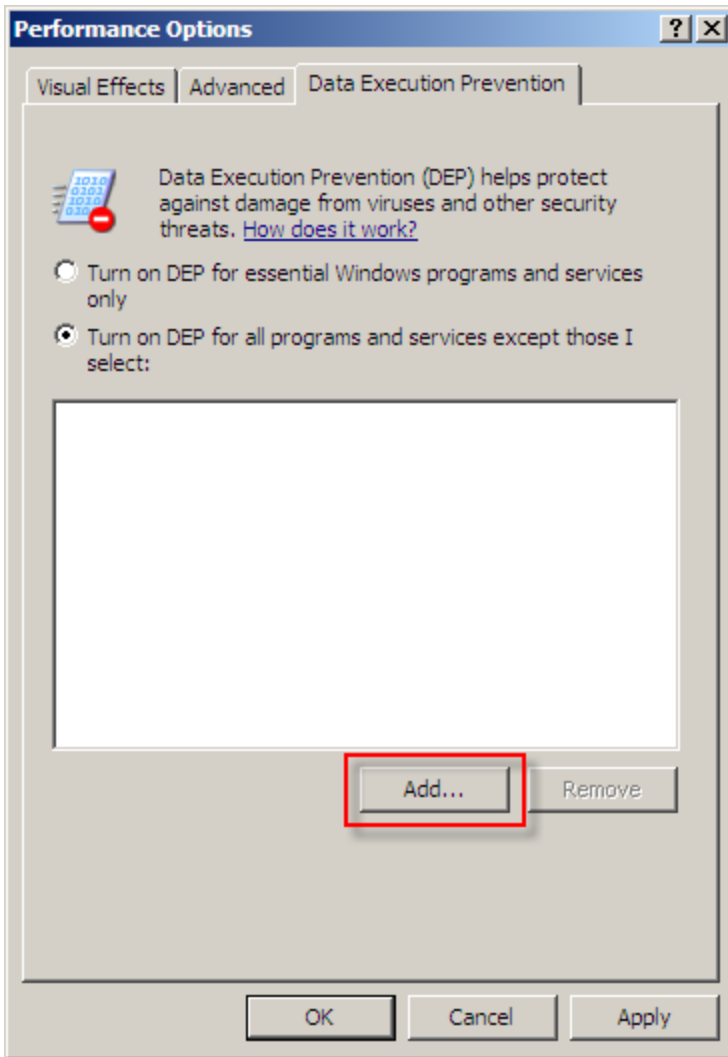 Performance Options
Visual Effects
Advanced
Data Execution Prevention
Data Execution Prevention (DEP) helps protect
against damage from viruses and other security
threats. How does it work?
Turn on DEP for essential Windows programs and services
only
Turn on DEP for all programs and services except those I
select:
Add...
Remove
OK
Cancel
Apply